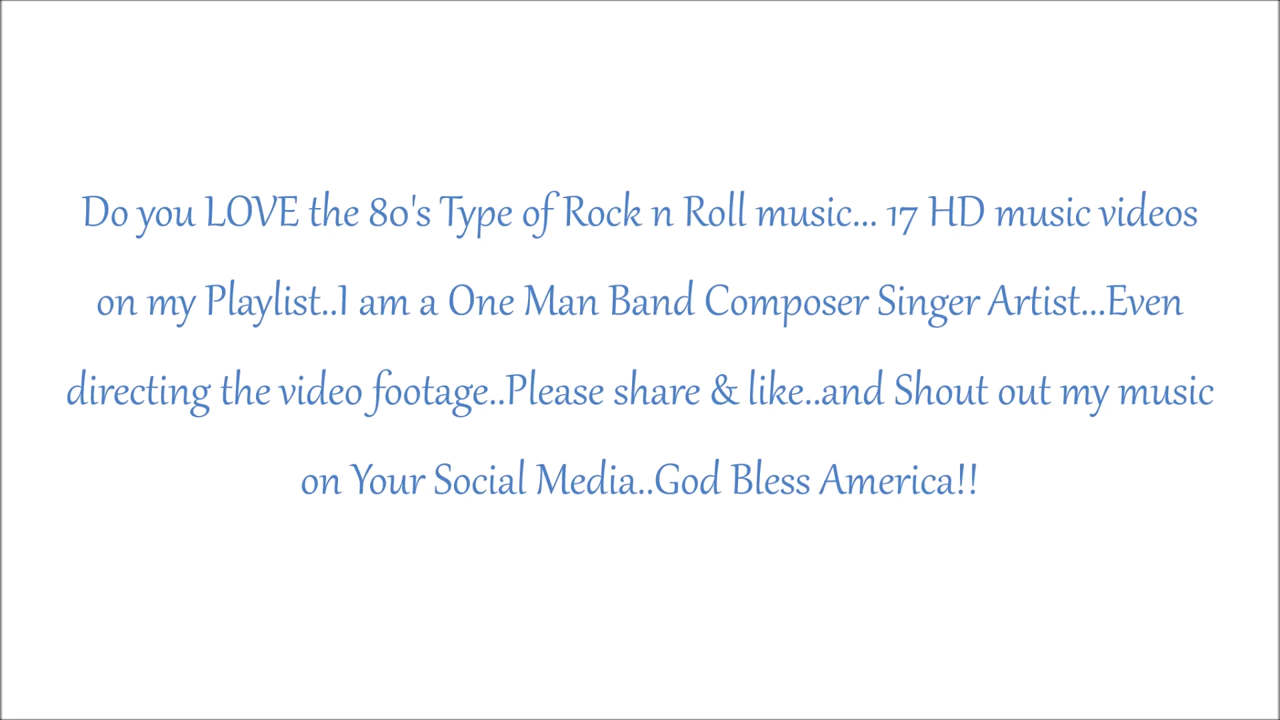 Do you LOVE the 80's Type of Rock n Roll music... 17 HD music videos
on my Playlist..I am a One Man Band Composer Singer Artist...Even
directing the video footage..Please share & like..and Shout out my music
on Your Social Media..God Bless America!!